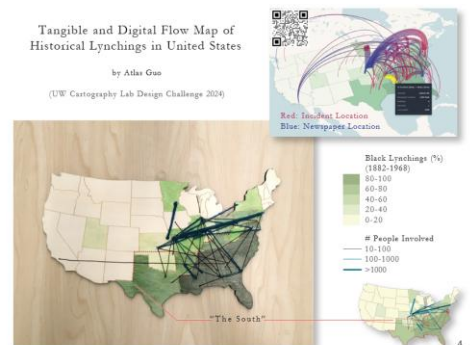 Tangible and Digital Flow Map of
Historical Lynchings in United States
by Atlas Guo
(UW Cartography Lab Design Challenge 2024)
Red: Incident Location
Blue: Newspaper Location
Black Lynchings (%)
(1882-1968)
80-100
60-80
40-60
20-40
0-20
# People Involved
10-100
100-1000
>1000
"The South"
4